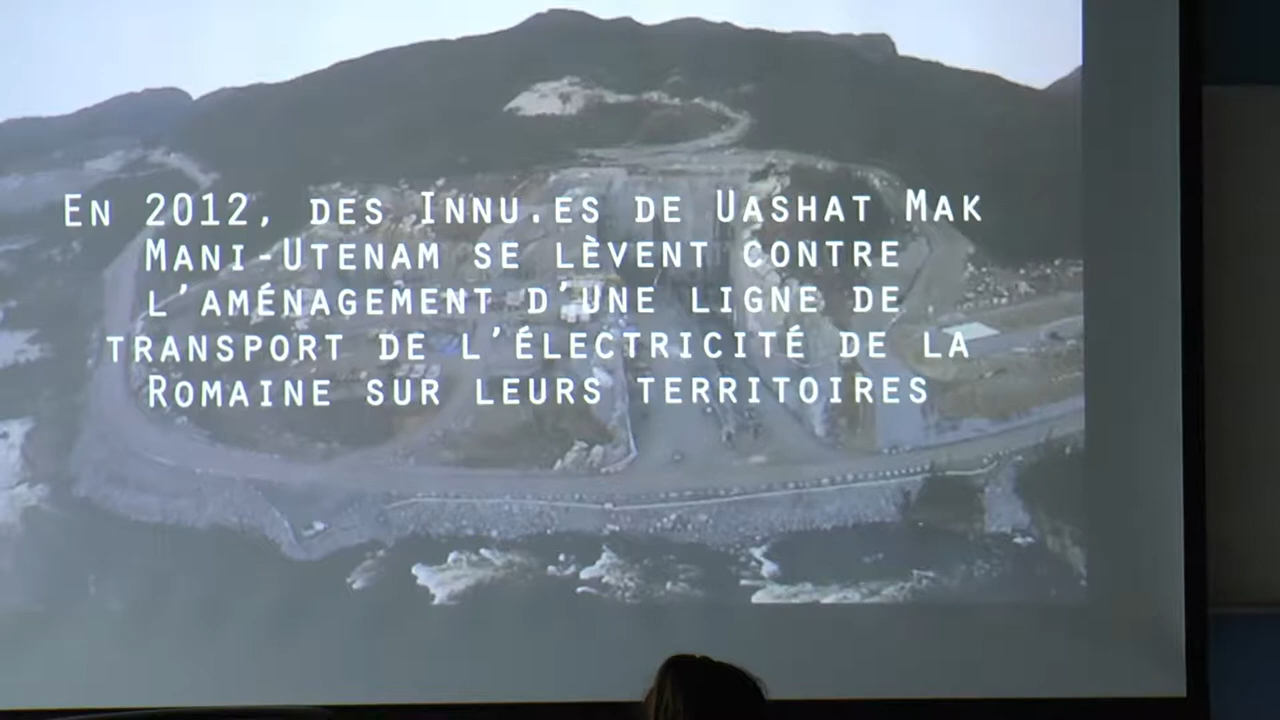 En 2012, des Innu.es de Uashat Mak
Mani-Utenam se lèvent contre
l'aménagement d'une ligne de
transport de l'électricité de la
Romaine sur leurs territoires